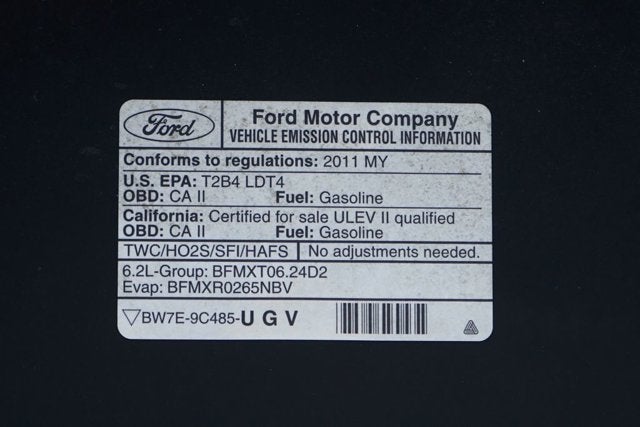 Ford
Ford Motor Company
VEHICLE EMISSION CONTROL INFORMATION
Conforms to regulations: 2011 MY
U.S. EPA: T2B4 LDT4
OBD: CA II Fuel: Gasoline
California: Certified for sale ULEV II qualified
OBD: CA II Fuel: Gasoline
TWC/HO2S/SFI/HAFS No adjustments needed.
6.2L-Group: BFMXT06.24D2
Evap: BFMXR0265NBV
▽BW7E-9C485-U G V